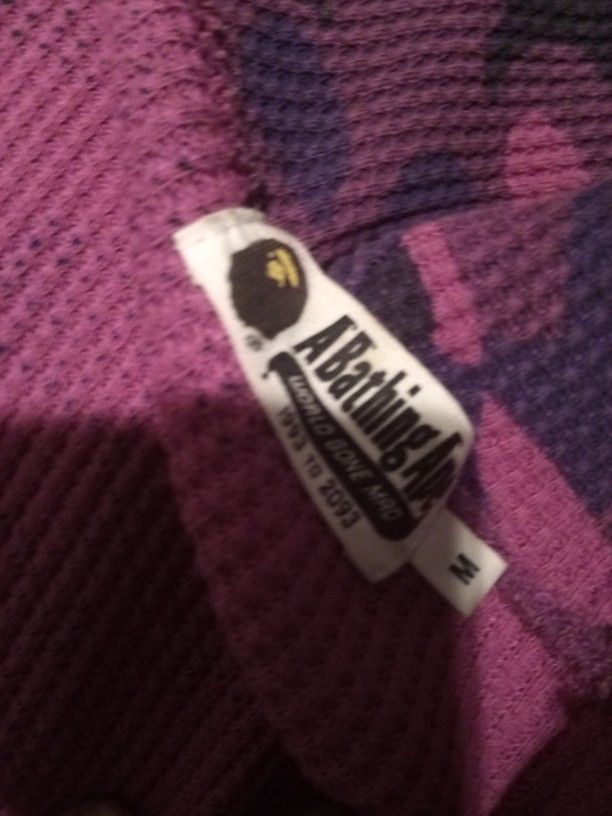 A Bathing Ape
WORLD GONE MAD
1993 TO 2093
M